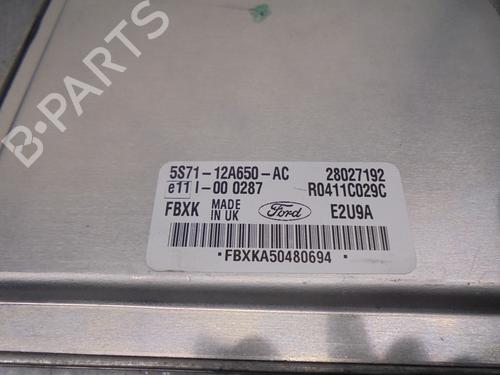 B-PARTS
5S71-12A650-AC 28027192
e11 I-00 0287 R0411C029C
FBXK MADE IN UK Ford E2U9A
*FBXKA50480694*